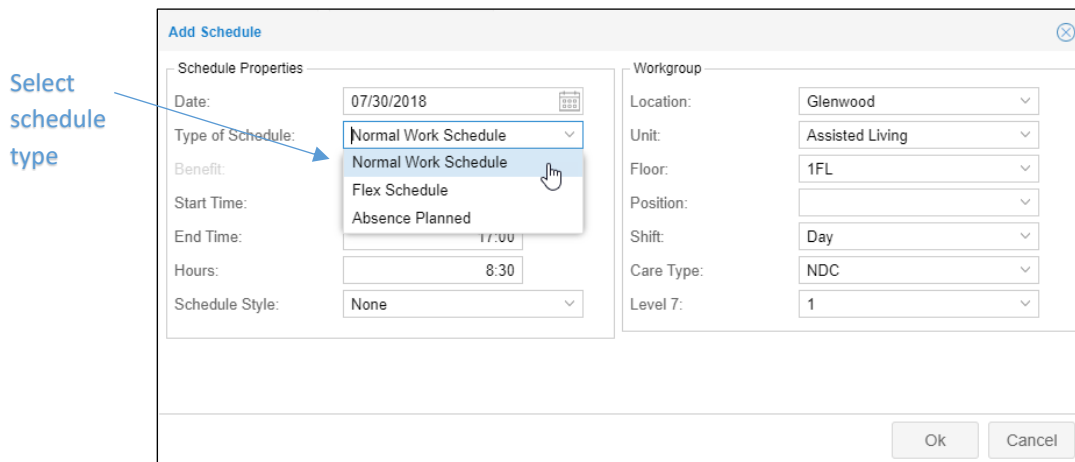 Add Schedule
Select
schedule
type
Schedule Properties
Date: 07/30/2018
Type of Schedule: Normal Work Schedule
Normal Work Schedule
Flex Schedule
Absence Planned
Benefit:
Start Time:
End Time: 17:00
Hours: 8:30
Schedule Style: None
Workgroup
Location: Glenwood
Unit: Assisted Living
Floor: 1FL
Position:
Shift: Day
Care Type: NDC
Level 7: 1
Ok Cancel